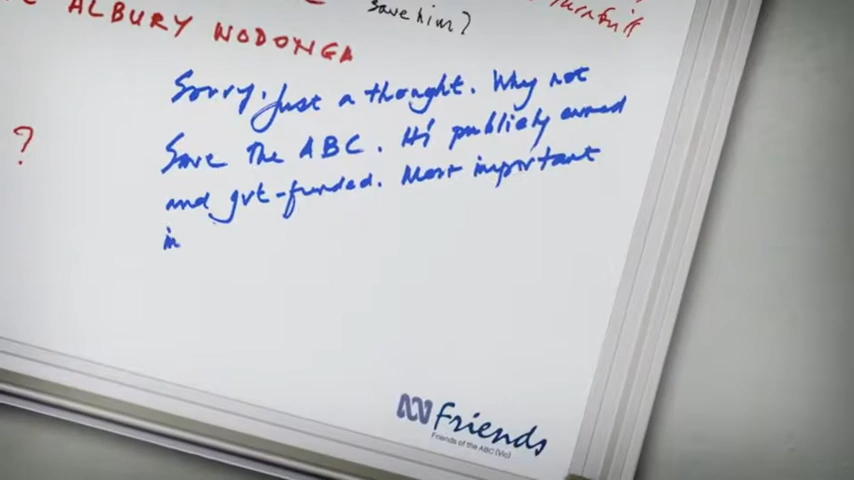 save him?
ALBURY WODONGA
Sorry. Just a thought. Why not
Save The ABC. It's publicly owned
?
and gvt-funded. Most important
in
Friends
Friends of the ABC (Vic)